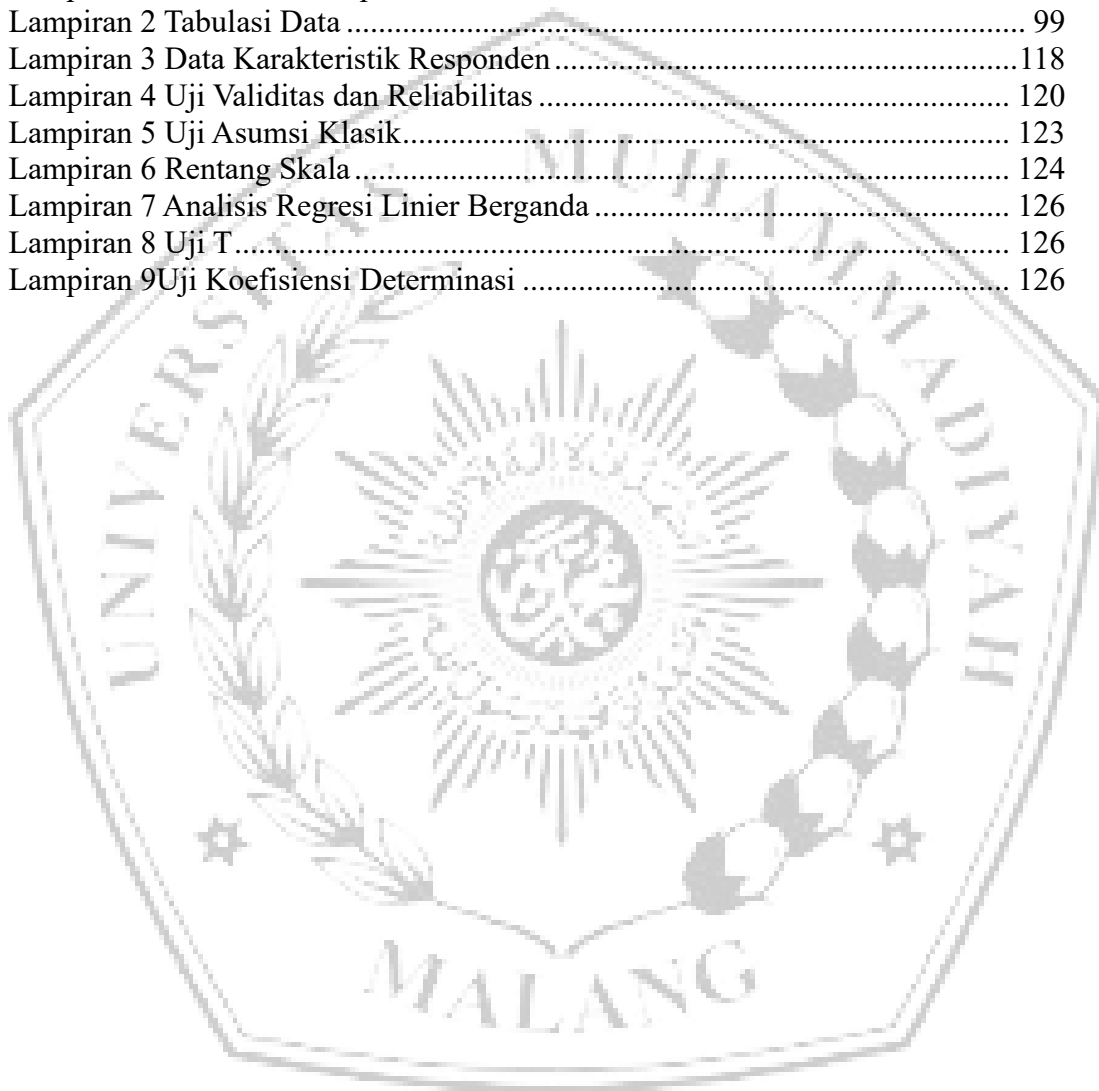 Lampiran 2 Tabulasi Data ........................................................................................ 99
Lampiran 3 Data Karakteristik Responden ............................................................118
Lampiran 4 Uji Validitas dan Reliabilitas ............................................................. 120
Lampiran 5 Uji Asumsi Klasik............................................................................... 123
Lampiran 6 Rentang Skala ..................................................................................... 124
Lampiran 7 Analisis Regresi Linier Berganda ...................................................... 126
Lampiran 8 Uji T .................................................................................................... 126
Lampiran 9Uji Koefisiensi Determinasi ............................................................... 126
UNIVERSITAS MUHAMMADIYAH
MALANG